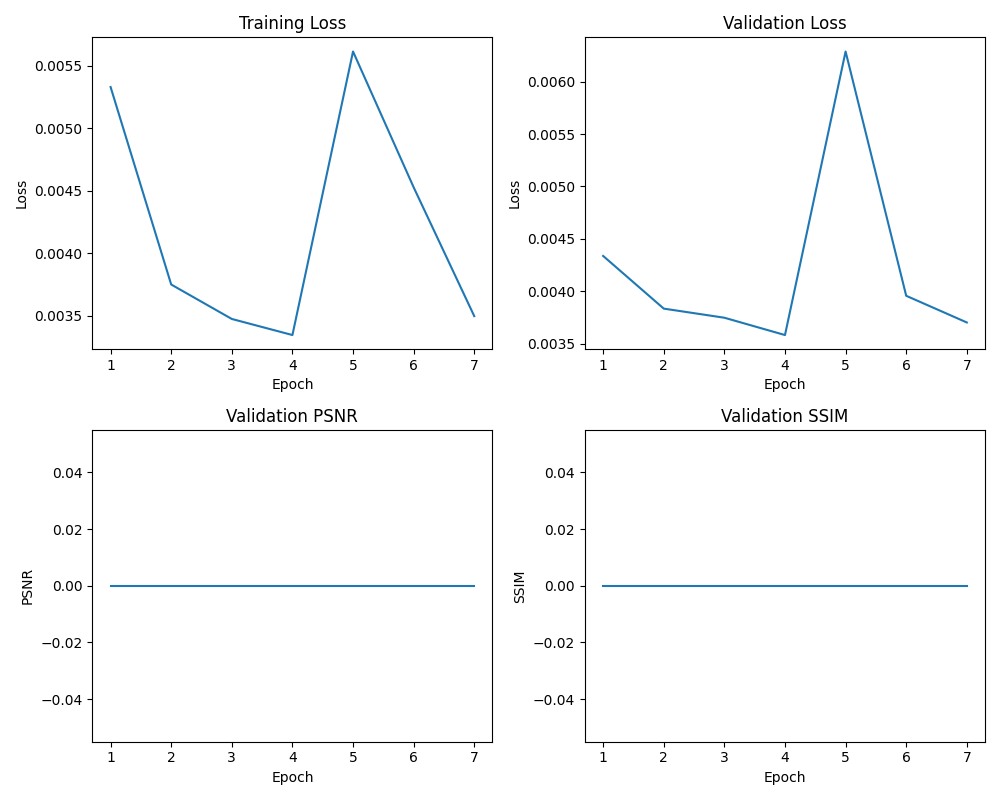 Training Loss
Loss
0.0055
0.0050
0.0045
0.0040
0.0035
1 2 3 4 5 6 7
Epoch
Validation Loss
Loss
0.0060
0.0055
0.0050
0.0045
0.0040
0.0035
1 2 3 4 5 6 7
Epoch
Validation PSNR
PSNR
0.04
0.02
0.00
−0.02
−0.04
1 2 3 4 5 6 7
Epoch
Validation SSIM
SSIM
0.04
0.02
0.00
−0.02
−0.04
1 2 3 4 5 6 7
Epoch